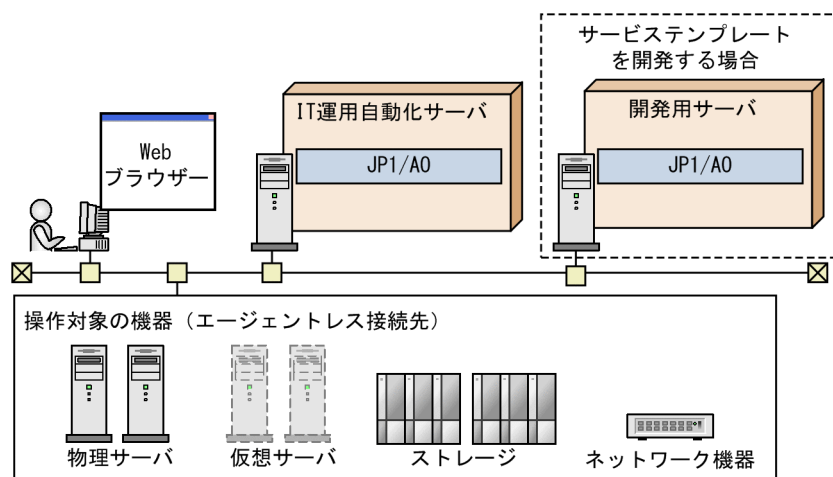 サービステンプレート
を開発する場合
IT運用自動化サーバ
開発用サーバ
Web
ブラウザー
JP1/AO
JP1/AO
操作対象の機器（エージェントレス接続先）
物理サーバ
仮想サーバ
ストレージ
ネットワーク機器